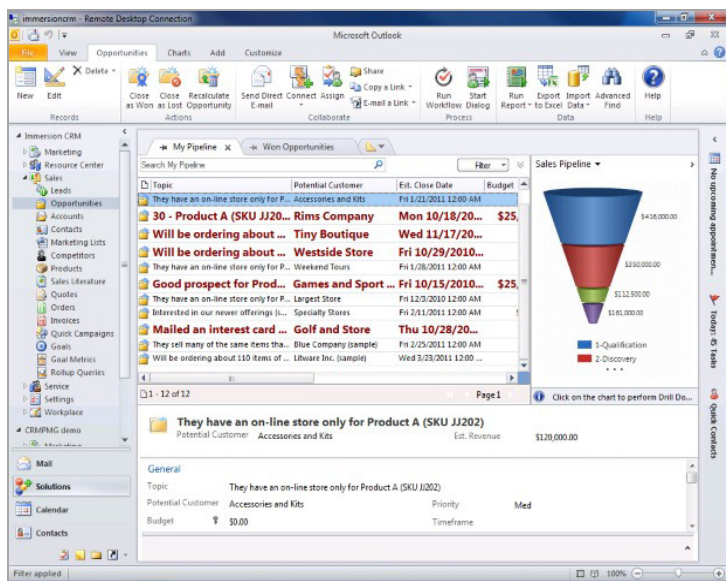 immersioncrm - Remote Desktop Connection
Microsoft Outlook
File View Opportunities Charts Add Customize
New Edit Delete
Close as Won Close as Lost Recalculate Opportunity
Send Direct E-mail Connect Assign Share
Copy a Link
E-mail a Link
Run Workflow Start Dialog
Run Report Export to Excel Import Data Advanced Find
Help
Records Actions Collaborate Process Data Help
Immersion CRM
Marketing
Resource Center
Sales
Leads
Opportunities
Accounts
Contacts
Marketing Lists
Competitors
Products
Sales Literature
Quotes
Orders
Invoices
Quick Campaigns
Goals
Goal Metrics
Rollup Queries
Service
Settings
Workplace
CRMPMG demo
Marketing
Mail
Solutions
Calendar
Contacts
My Pipeline x Won Opportunities
Search My Pipeline Filter
Topic Potential Customer Est. Close Date Budget
They have an on-line store only for P... Accessories and Kits Fri 1/21/2011 12:00 AM
30 - Product A (SKU JJ20... Rims Company Mon 10/18/20... $25,
Will be ordering about ... Tiny Boutique Wed 11/17/20...
Will be ordering about ... Westside Store Fri 10/29/2010...
They have an on-line store only for P... Weekend Tours Fri 1/28/2011 12:00 AM
Good prospect for Prod... Games and Sport ... Fri 10/15/2010... $25,
They have an on-line store only for P... Largest Store Fri 12/3/2010 12:00 AM
Interested in our newer offerings (s... Specialty Stores Fri 2/11/2011 12:00 AM
Mailed an interest card ... Golf and Store Thu 10/28/20...
They sell many of the same items tha... Blue Company (sample) Fri 2/25/2011 12:00 AM
Will be ordering about 110 items of ... Litware Inc. (sample) Wed 3/23/2011 12:00 ...
1 - 12 of 12 Page 1
Sales Pipeline
$416,000.00
$350,000.00
$112,500.00
$161,000.00
1-Qualification
2-Discovery
Click on the chart to perform Drill Do...
No upcoming appointmen...
Today: 45 Tasks
Quick Contacts
They have an on-line store only for Product A (SKU JJ202)
Potential Customer Accessories and Kits Est. Revenue $120,000.00
General
Topic They have an on-line store only for Product A (SKU JJ202)
Potential Customer Accessories and Kits Priority Med
Budget $0.00 Timeframe
Filter applied 100%